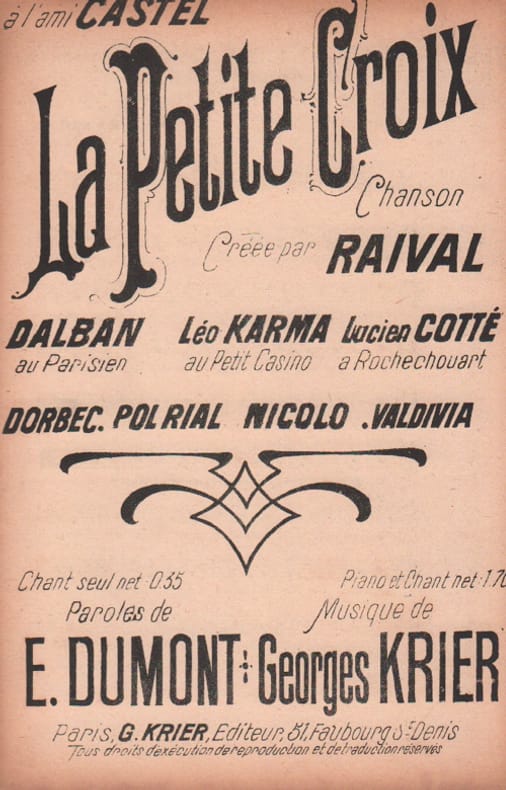 à l'ami CASTEL
La Petite Croix
Chanson
Créée par RAIVAL
DALBAN Léo KARMA Lucien COTTÉ
au Parisien au Petit Casino a Rochechouart
DORBEC. POL RIAL NICOLO .VALDIVIA
Chant seul net : 0.35 Piano et Chant net : 1.70
Paroles de Musique de
E. DUMONT Georges KRIER
Paris, G. KRIER, Editeur, 51, Faubourg St-Denis
Tous droits d'exécution de reproduction et de traduction réservés